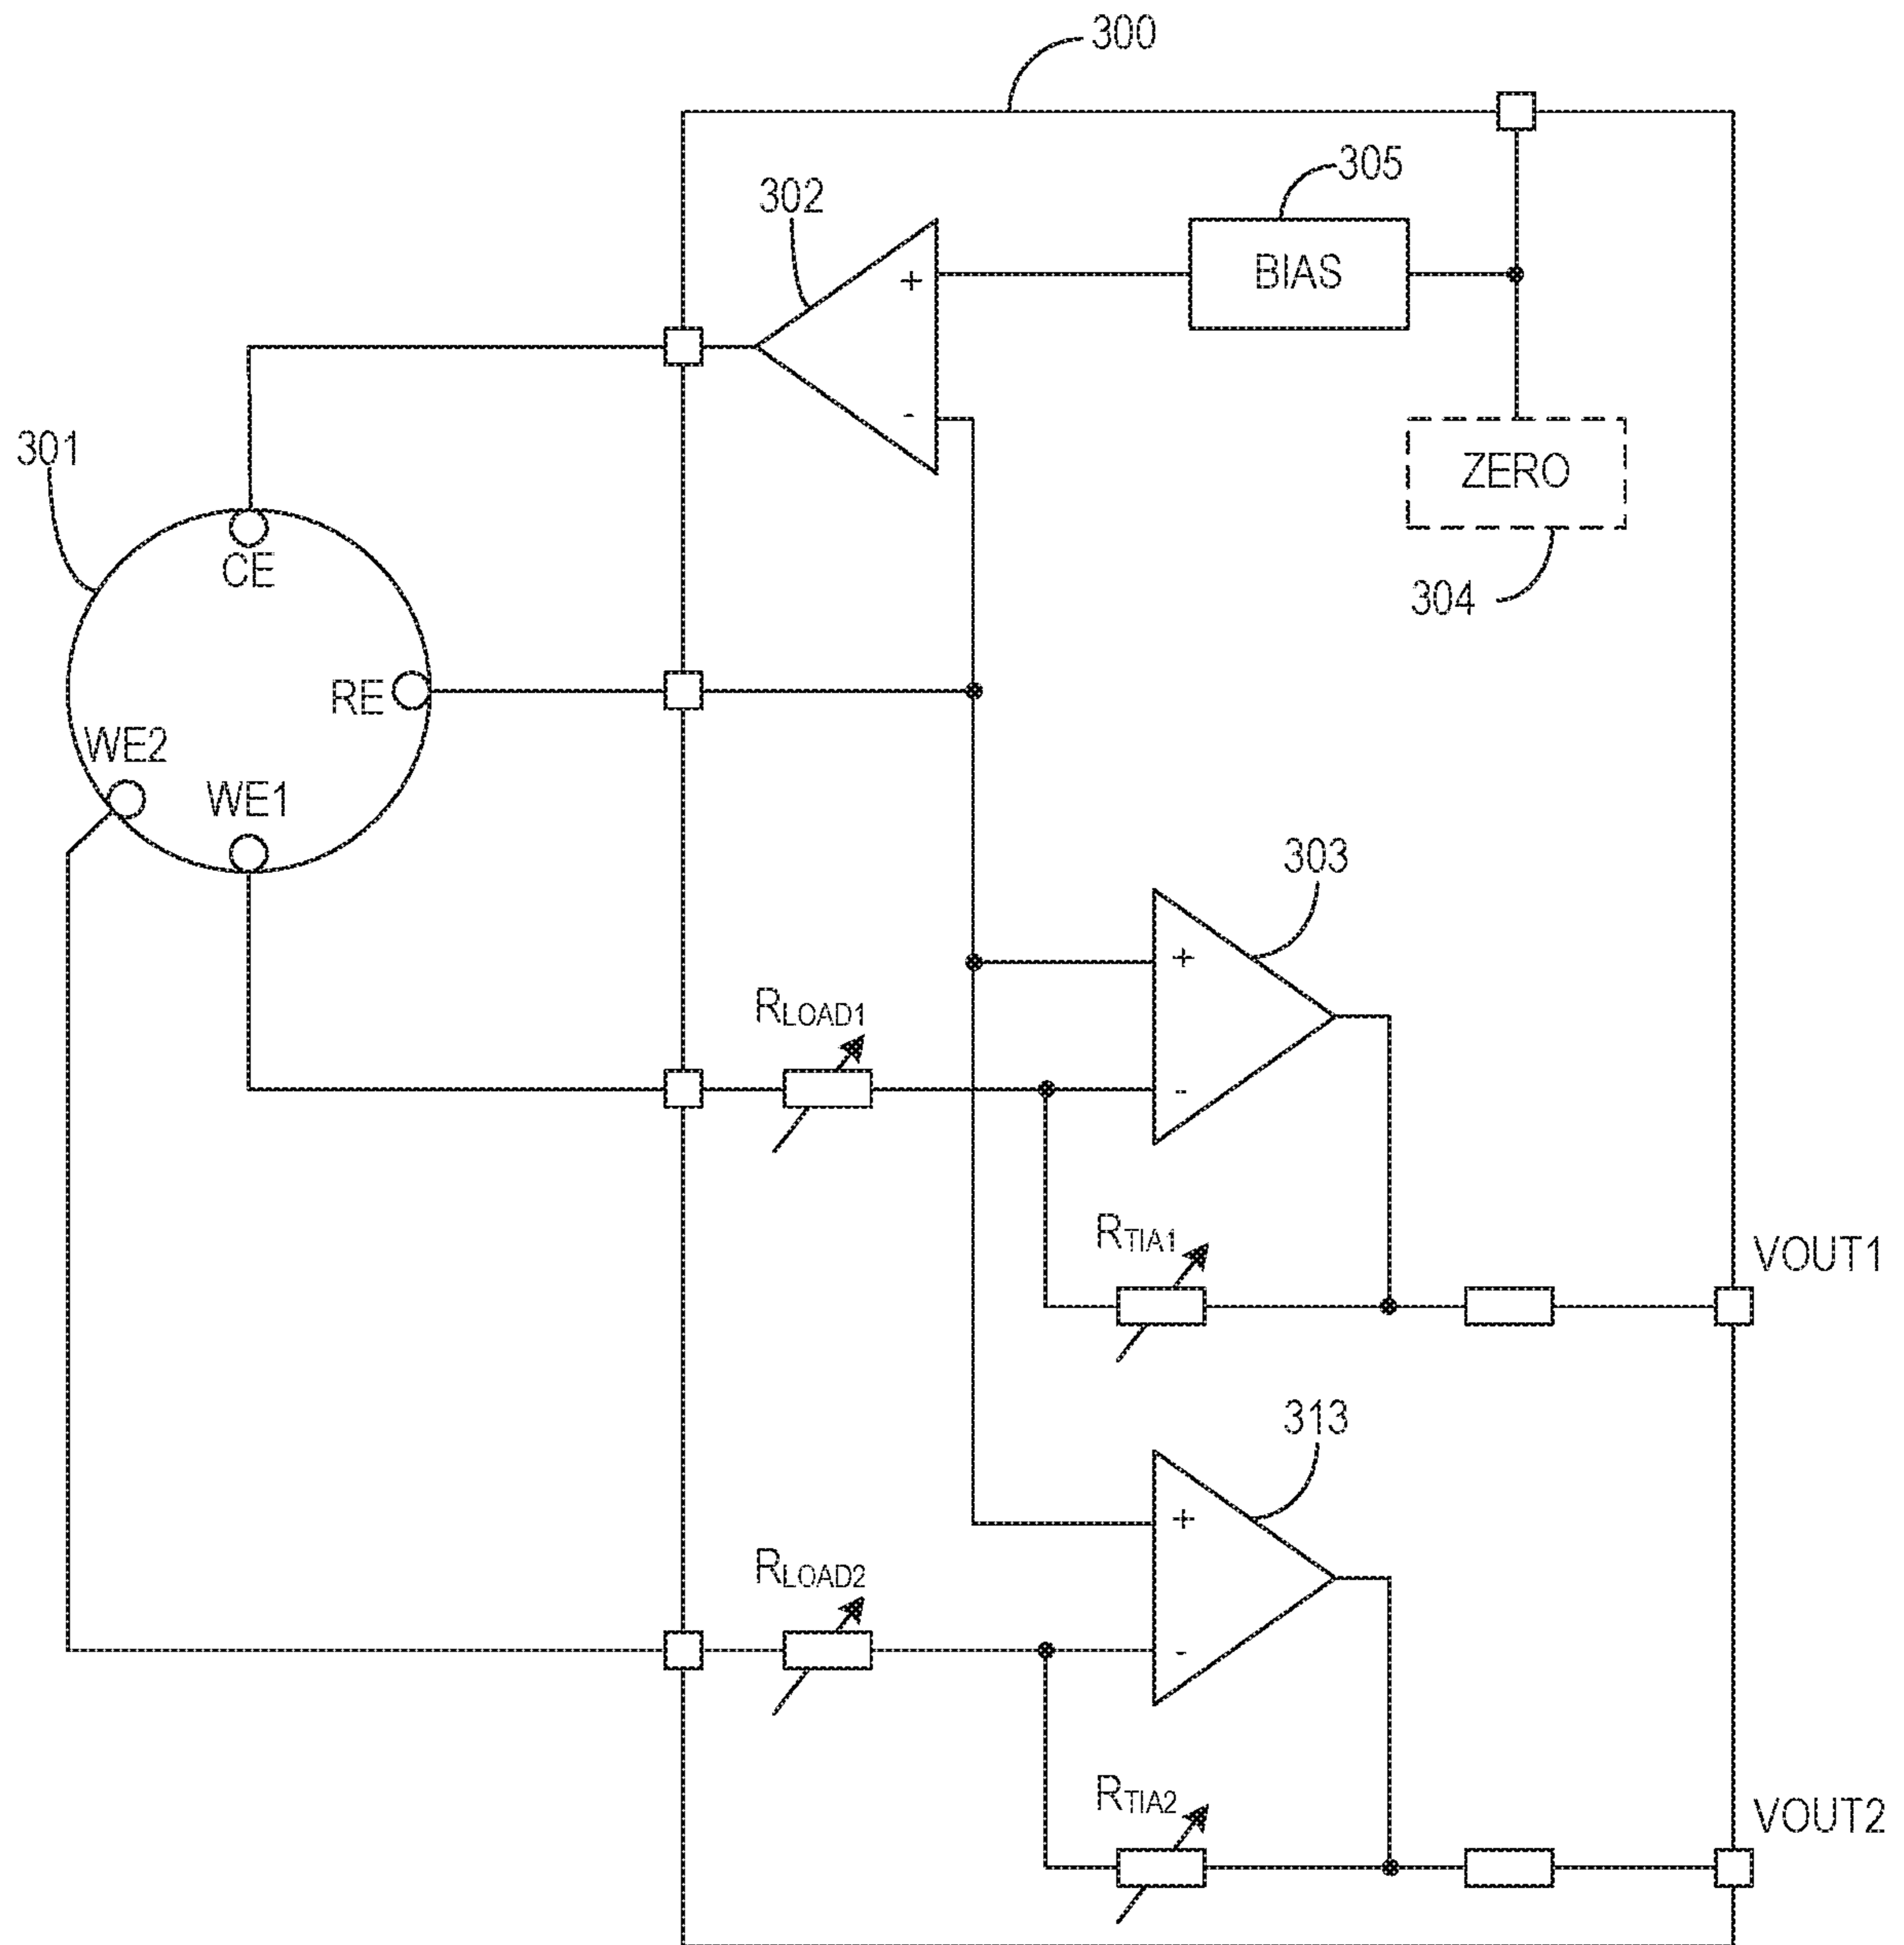 300
305
302
+
BIAS
-
ZERO
301
CE
304
RE
WE2
WE1
303
+
RLOAD1
-
RTIA1
VOUT1
313
+
RLOAD2
-
RTIA2
VOUT2